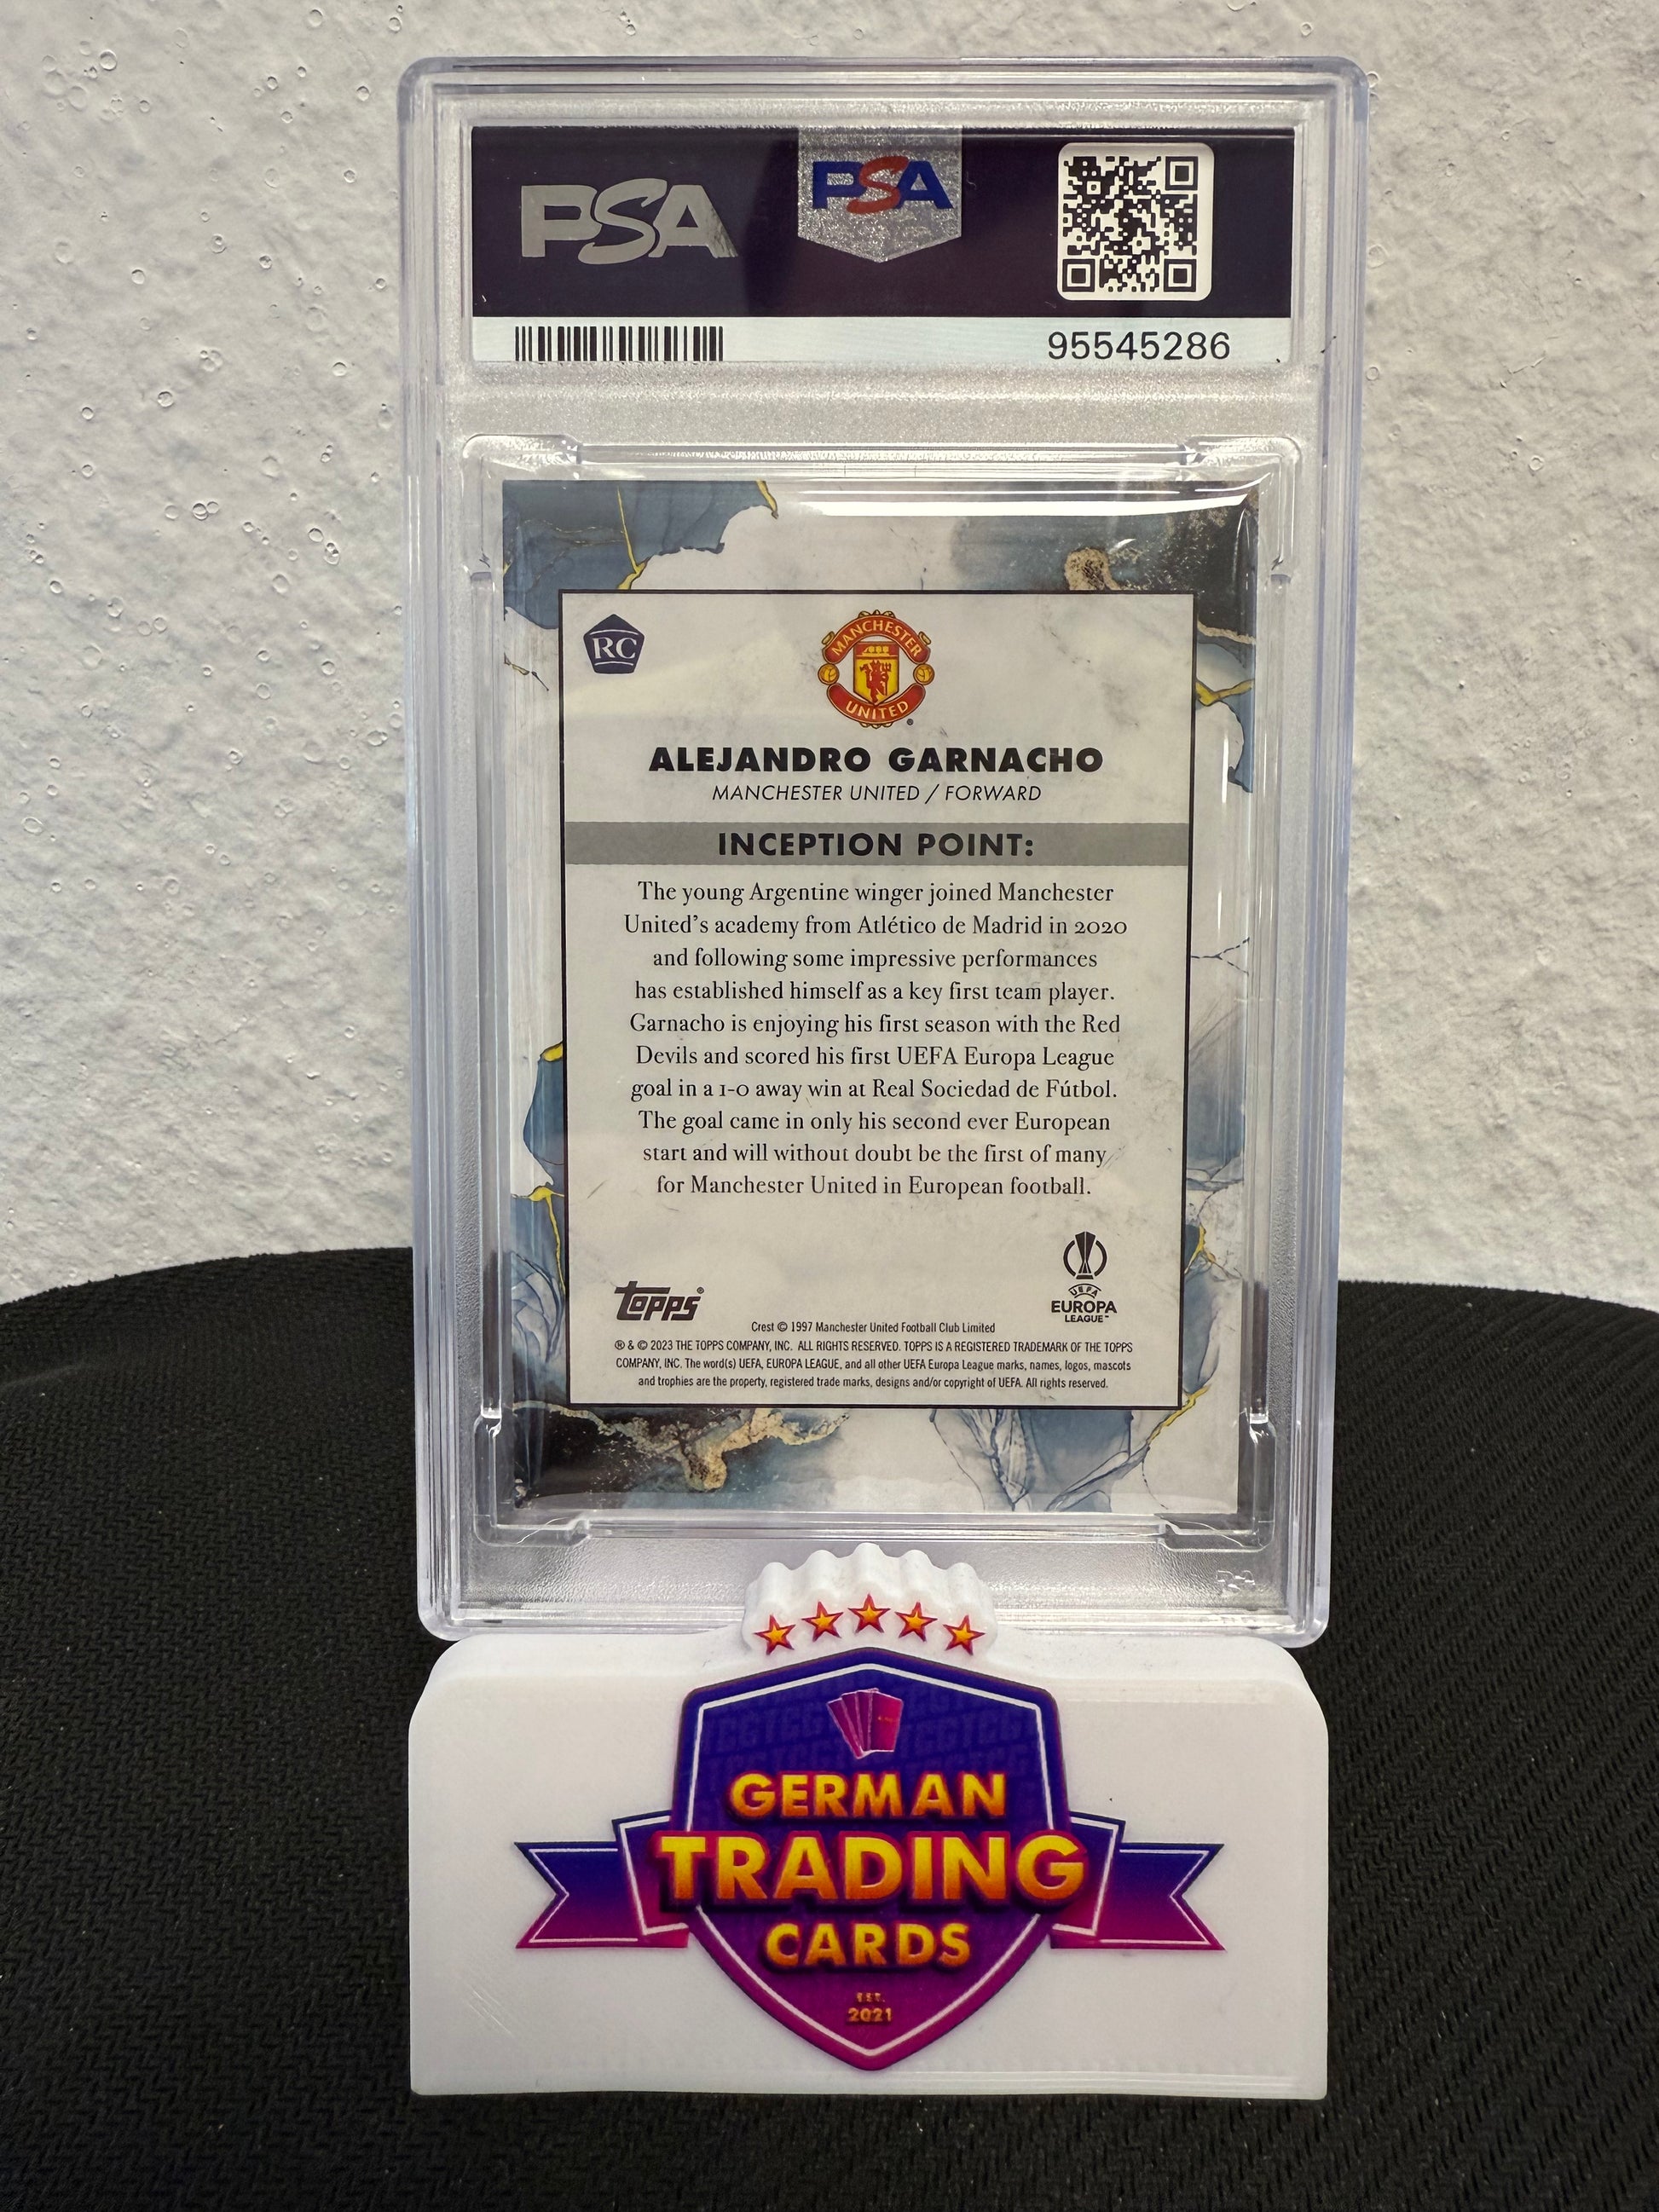 PSA
PSA
95545286
RC
MANCHESTER
UNITED
ALEJANDRO GARNACHO
MANCHESTER UNITED / FORWARD
INCEPTION POINT:
The young Argentine winger joined Manchester
United's academy from Atlético de Madrid in 2020
and following some impressive performances
has established himself as a key first team player.
Garnacho is enjoying his first season with the Red
Devils and scored his first UEFA Europa League
goal in a 1-0 away win at Real Sociedad de Fútbol.
The goal came in only his second ever European
start and will without doubt be the first of many
for Manchester United in European football.
topps®
UEFA
EUROPA
LEAGUE™
Crest © 1997 Manchester United Football Club Limited
® & © 2023 THE TOPPS COMPANY, INC. ALL RIGHTS RESERVED. TOPPS IS A REGISTERED TRADEMARK OF THE TOPPS
COMPANY, INC. The word(s) UEFA, EUROPA LEAGUE, and all other UEFA Europa League marks, names, logos, mascots
and trophies are the property, registered trade marks, designs and/or copyright of UEFA. All rights reserved.
GERMAN
TRADING
CARDS
EST.
2021